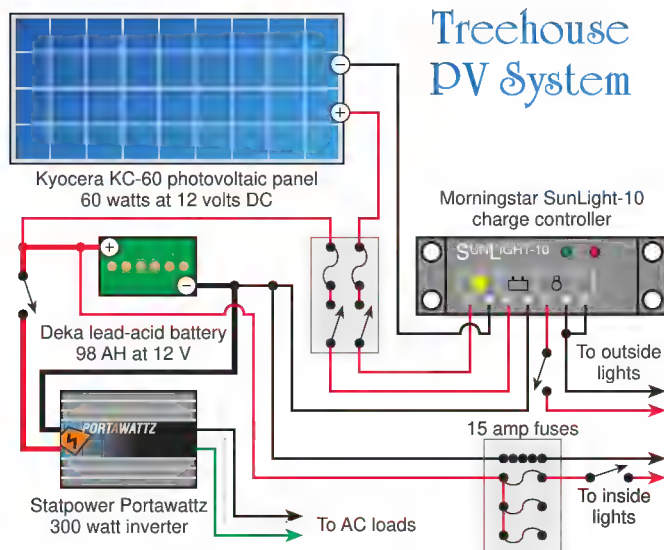 Treehouse
PV System
−
+
Kyocera KC-60 photovoltaic panel
60 watts at 12 volts DC
Morningstar SunLight-10
charge controller
SUNLIGHT-10
+
−
Deka lead-acid battery
98 AH at 12 V
To outside
lights
PORTAWATTZ
15 amp fuses
Statpower Portawattz
300 watt inverter
To AC loads
To inside
lights